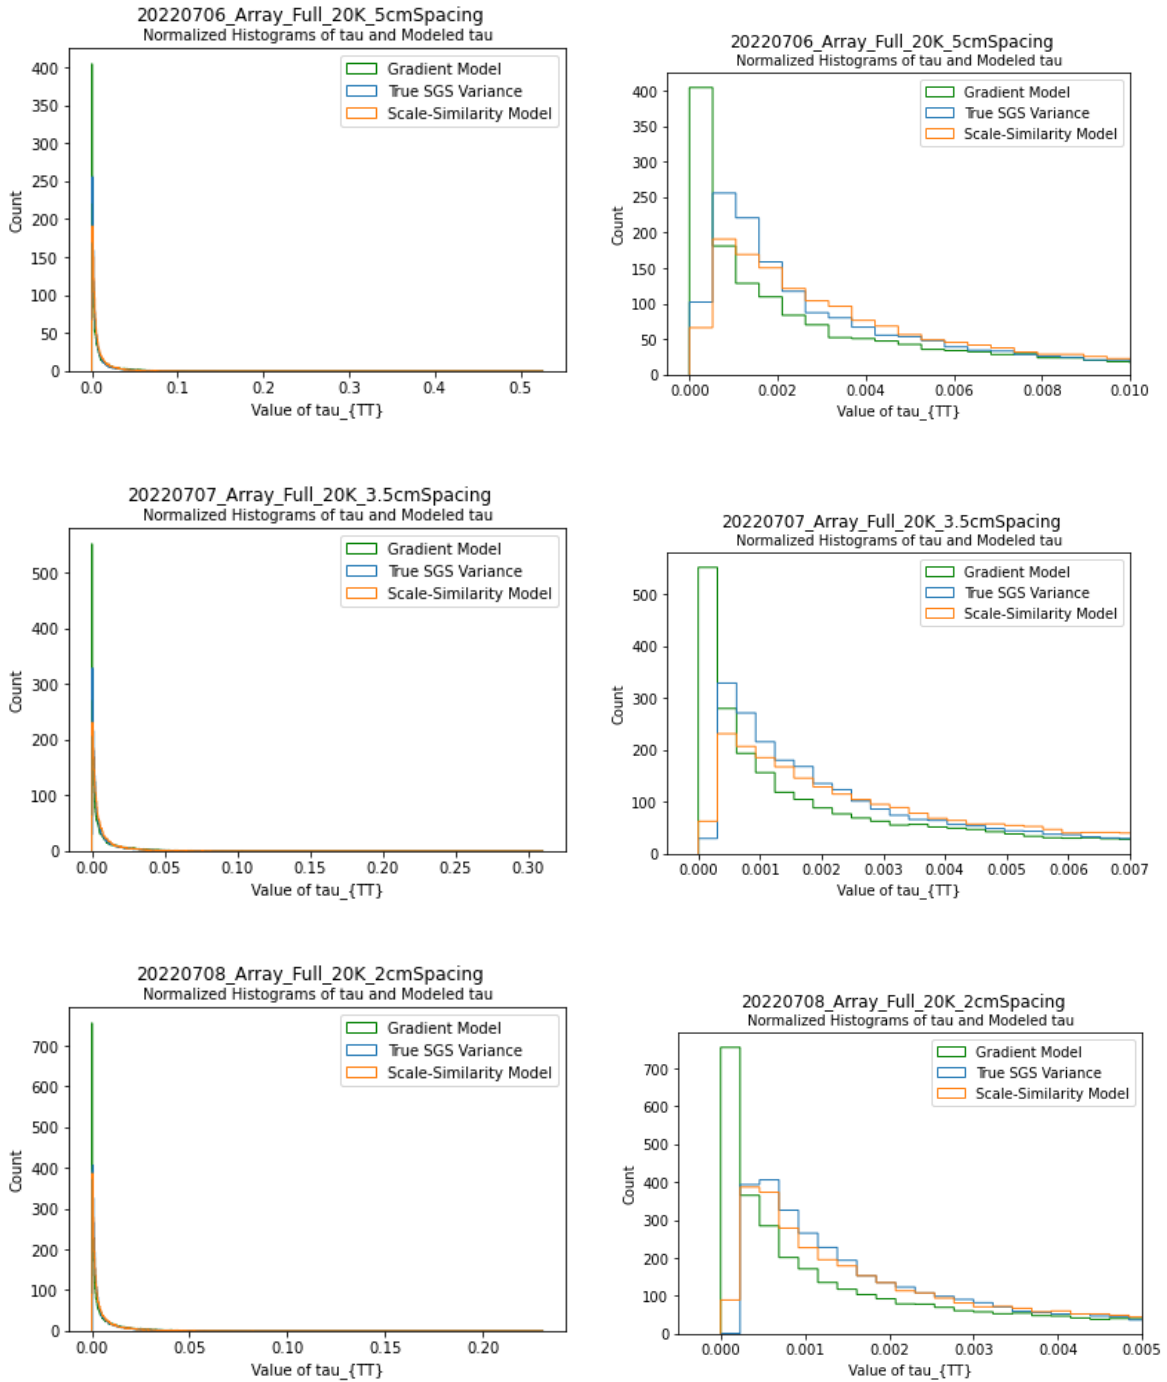 20220706_Array_Full_20K_5cmSpacing
Normalized Histograms of tau and Modeled tau
Gradient Model
True SGS Variance
Scale-Similarity Model
Count
400
350
300
250
200
150
100
50
0
0.0 0.1 0.2 0.3 0.4 0.5
Value of tau_{TT}
20220706_Array_Full_20K_5cmSpacing
Normalized Histograms of tau and Modeled tau
Gradient Model
True SGS Variance
Scale-Similarity Model
Count
400
350
300
250
200
150
100
50
0
0.000 0.002 0.004 0.006 0.008 0.010
Value of tau_{TT}
20220707_Array_Full_20K_3.5cmSpacing
Normalized Histograms of tau and Modeled tau
Gradient Model
True SGS Variance
Scale-Similarity Model
Count
500
400
300
200
100
0
0.00 0.05 0.10 0.15 0.20 0.25 0.30
Value of tau_{TT}
20220707_Array_Full_20K_3.5cmSpacing
Normalized Histograms of tau and Modeled tau
Gradient Model
True SGS Variance
Scale-Similarity Model
Count
500
400
300
200
100
0
0.000 0.001 0.002 0.003 0.004 0.005 0.006 0.007
Value of tau_{TT}
20220708_Array_Full_20K_2cmSpacing
Normalized Histograms of tau and Modeled tau
Gradient Model
True SGS Variance
Scale-Similarity Model
Count
700
600
500
400
300
200
100
0
0.00 0.05 0.10 0.15 0.20
Value of tau_{TT}
20220708_Array_Full_20K_2cmSpacing
Normalized Histograms of tau and Modeled tau
Gradient Model
True SGS Variance
Scale-Similarity Model
Count
700
600
500
400
300
200
100
0
0.000 0.001 0.002 0.003 0.004 0.005
Value of tau_{TT}